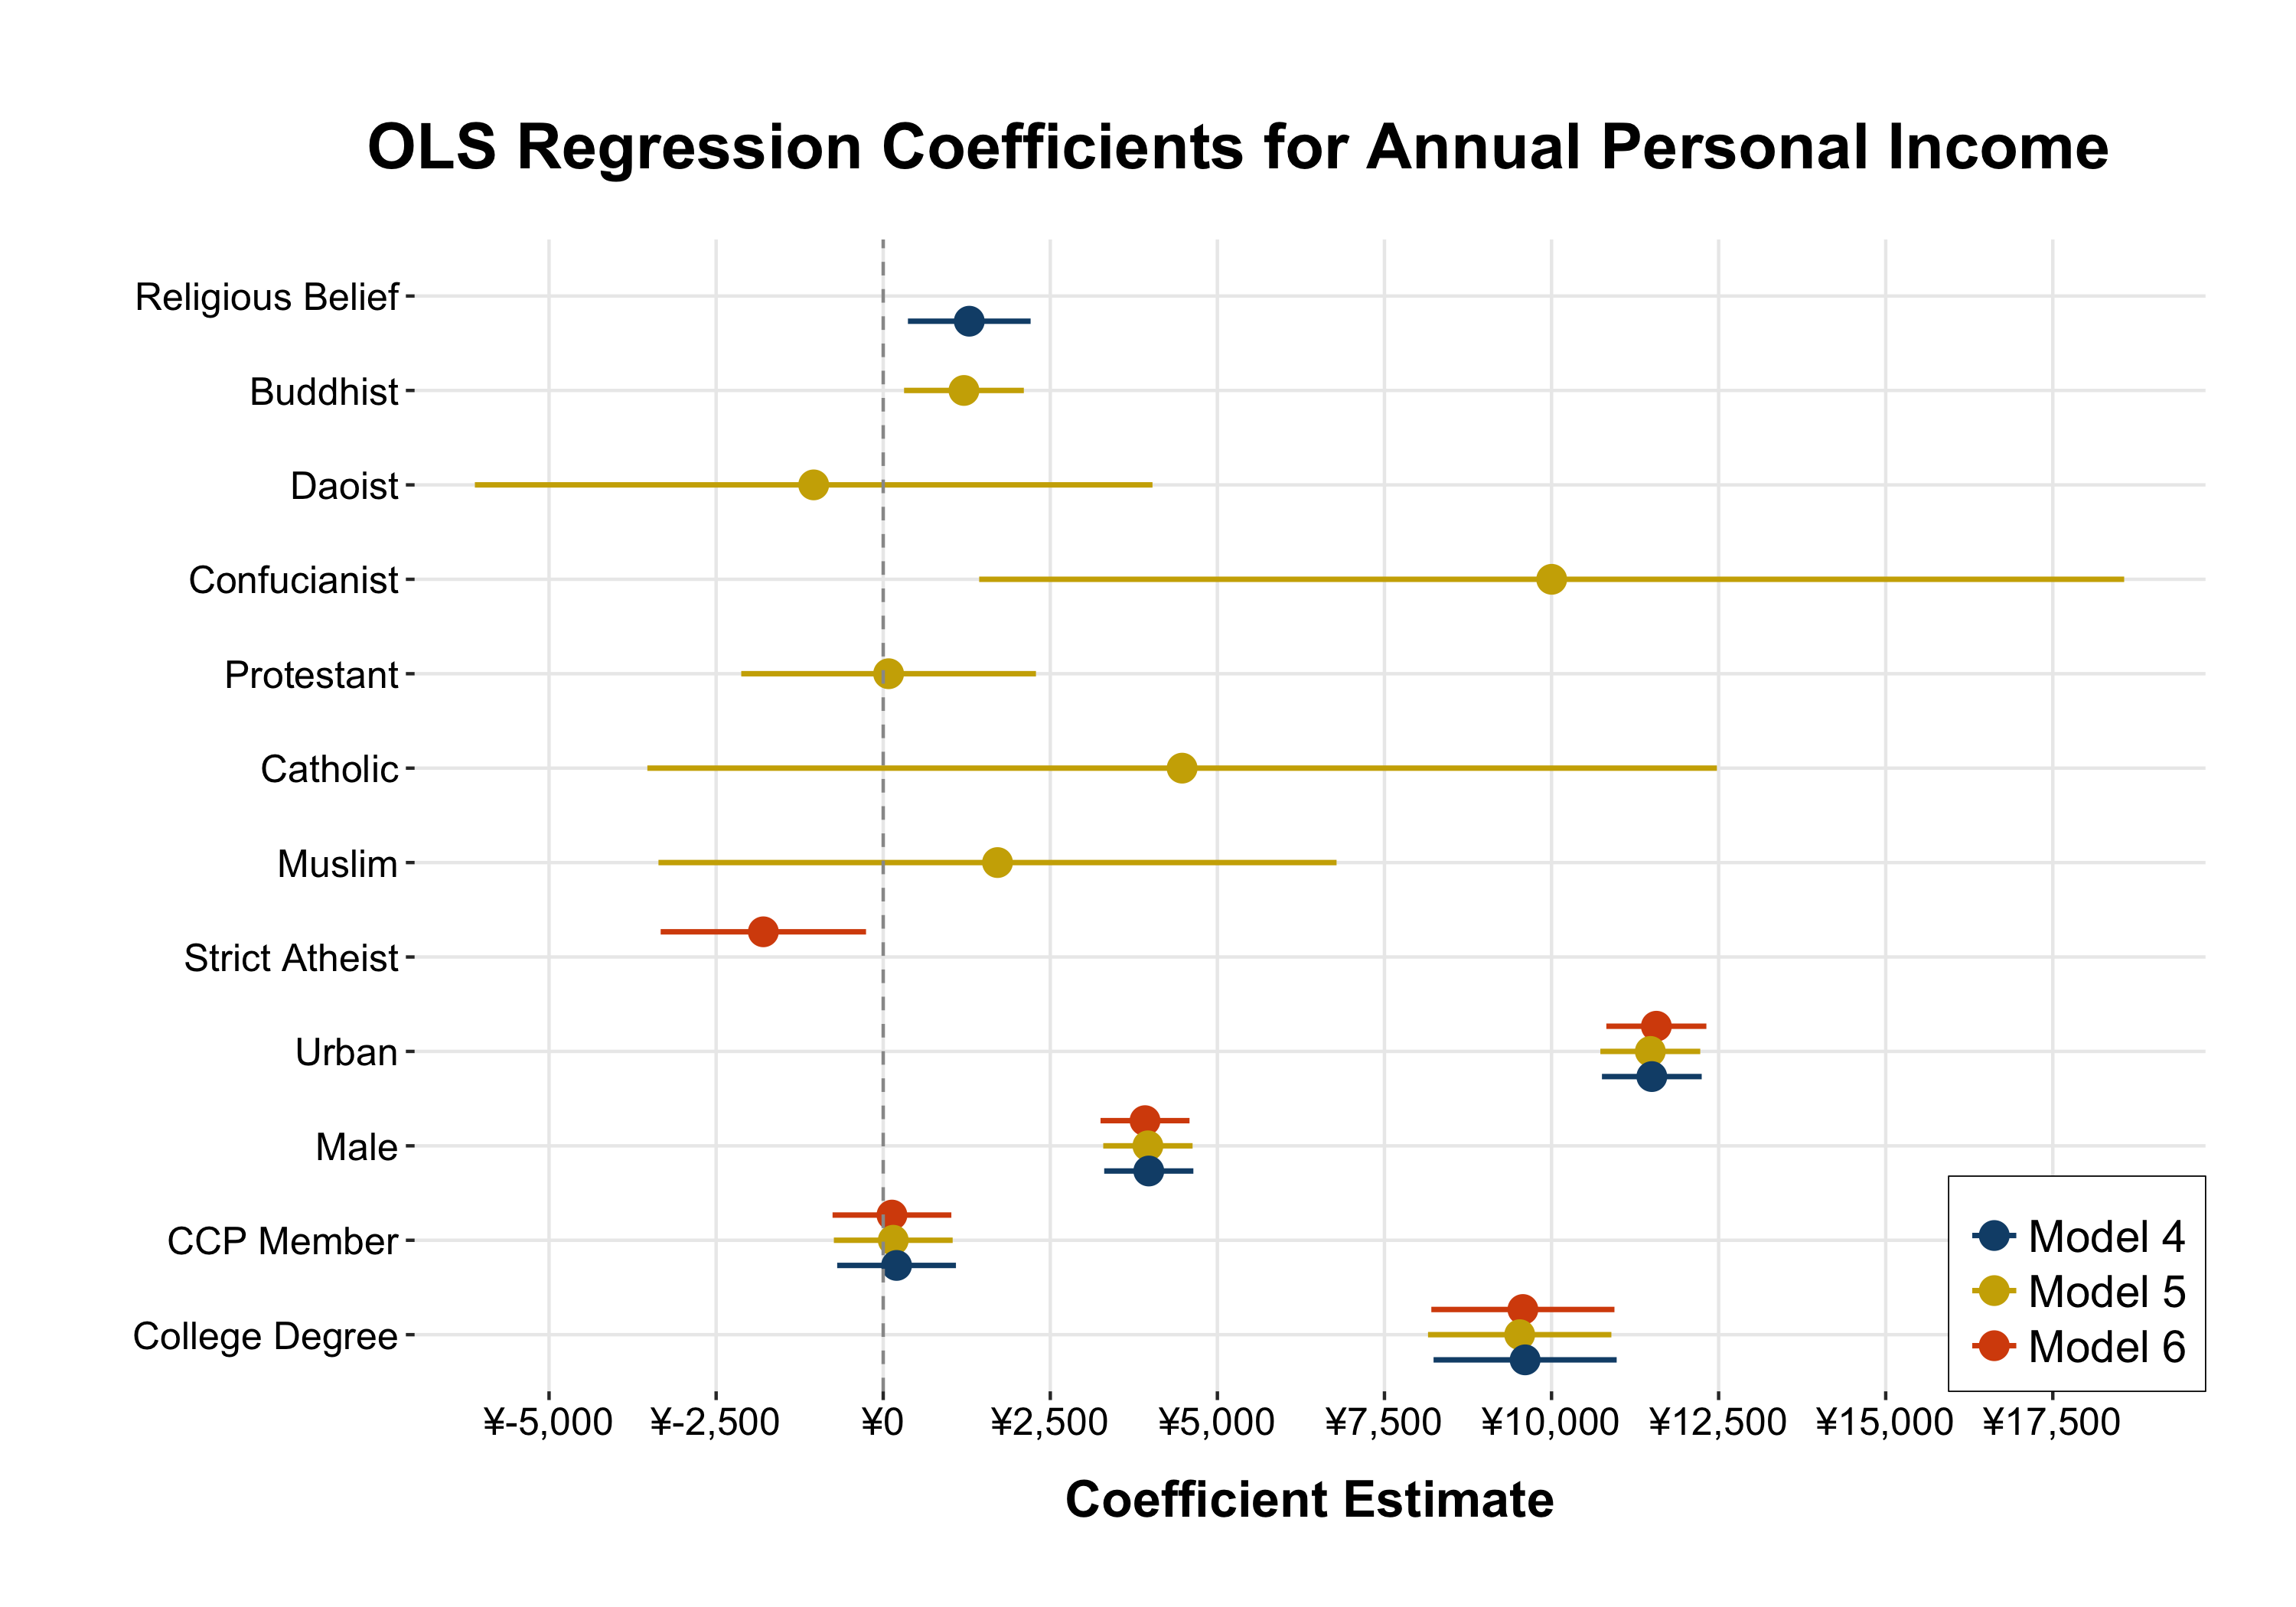 OLS Regression Coefficients for Annual Personal Income
Religious Belief
Buddhist
Daoist
Confucianist
Protestant
Catholic
Muslim
Strict Atheist
Urban
Male
CCP Member
College Degree
Model 4
Model 5
Model 6
¥-5,000 ¥-2,500 ¥0 ¥2,500 ¥5,000 ¥7,500 ¥10,000 ¥12,500 ¥15,000 ¥17,500
Coefficient Estimate